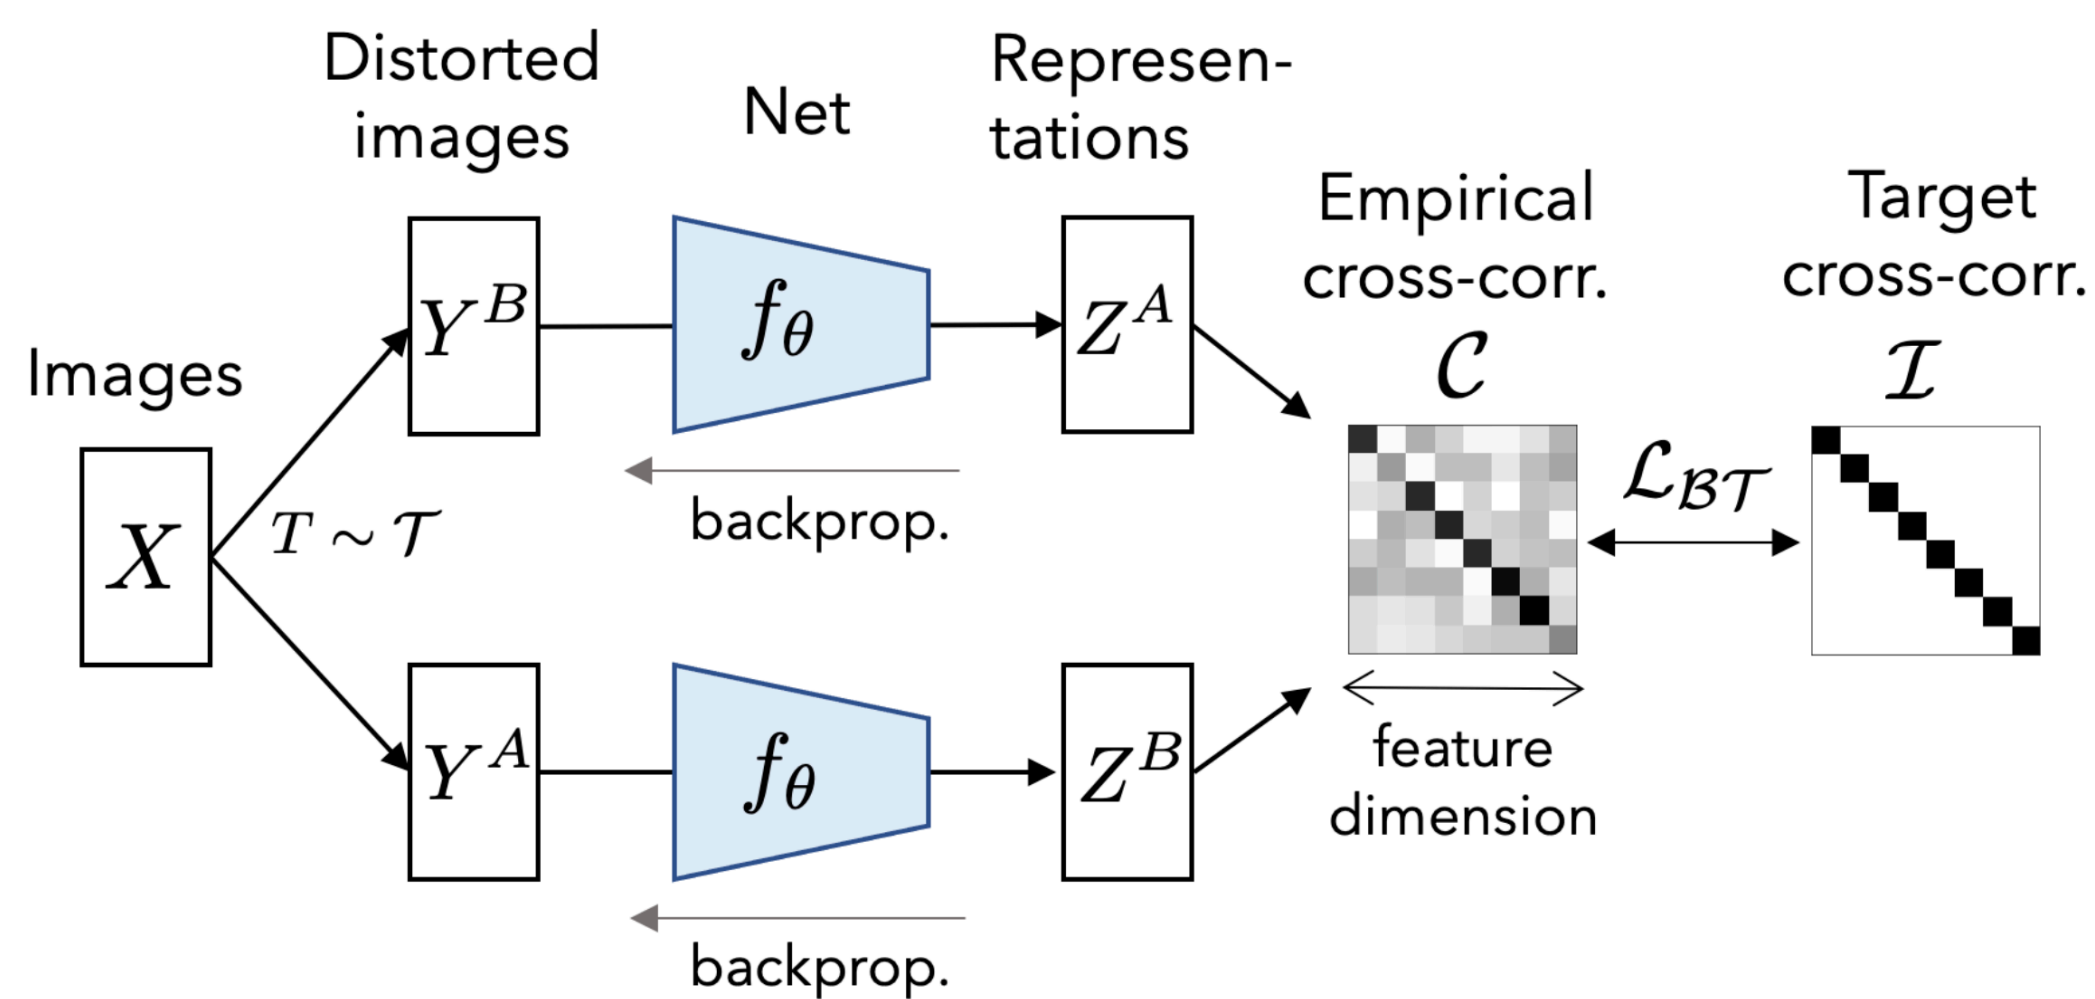 Distorted
images
Net
Represen-
tations
Empirical
cross-corr.
Target
cross-corr.
Images
X
T ∼ 𝒯
Y^B
f_θ
Z^A
backprop.
Y^A
f_θ
Z^B
backprop.
𝒞
feature
dimension
ℒ_ℬ𝒯
ℐ